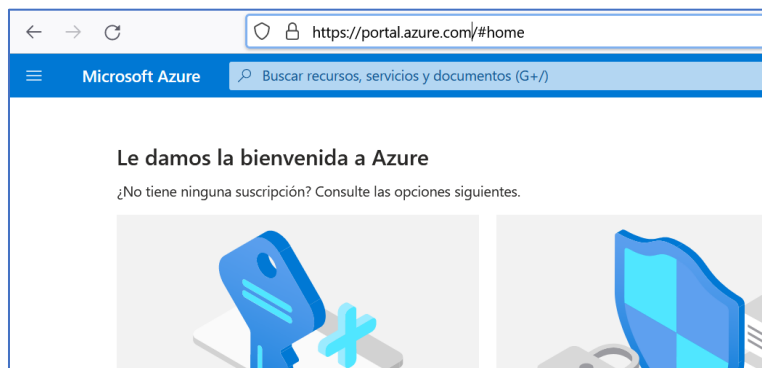 https://portal.azure.com/#home
Microsoft Azure Buscar recursos, servicios y documentos (G+/)
Le damos la bienvenida a Azure
¿No tiene ninguna suscripción? Consulte las opciones siguientes.